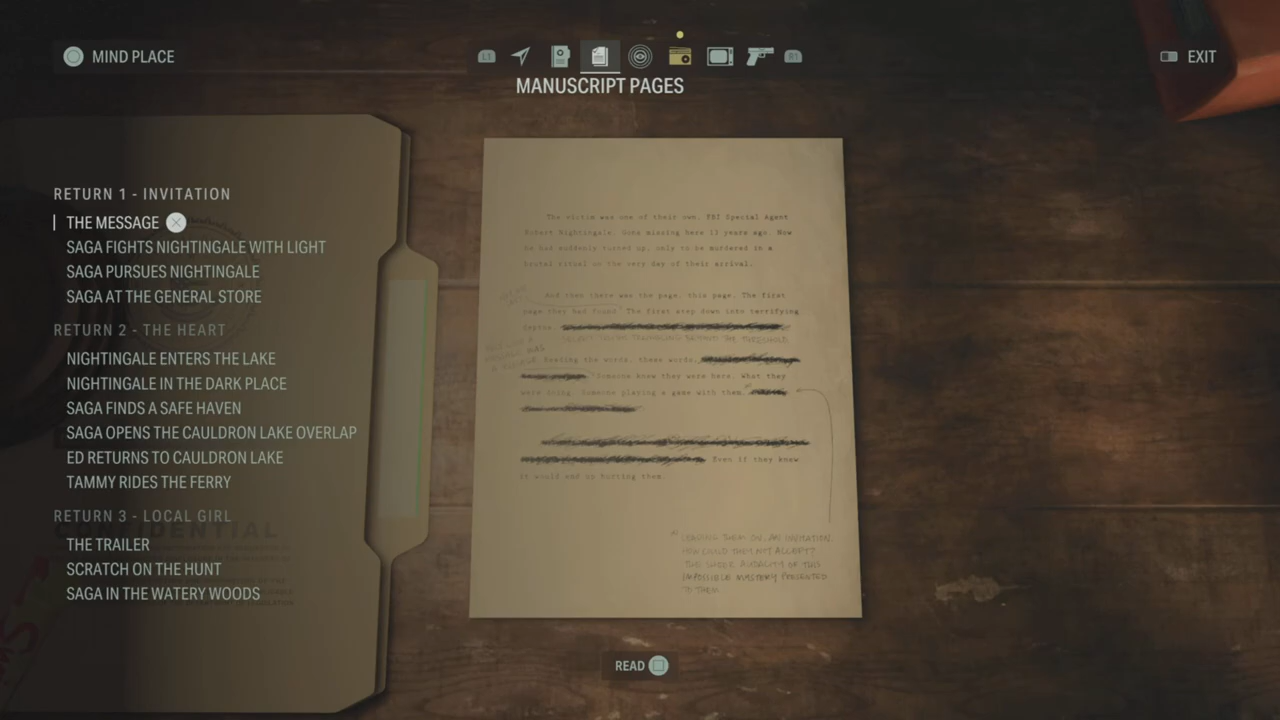 MIND PLACE
L1
R1
EXIT
MANUSCRIPT PAGES
RETURN 1 - INVITATION
THE MESSAGE
SAGA FIGHTS NIGHTINGALE WITH LIGHT
SAGA PURSUES NIGHTINGALE
SAGA AT THE GENERAL STORE
RETURN 2 - THE HEART
NIGHTINGALE ENTERS THE LAKE
NIGHTINGALE IN THE DARK PLACE
SAGA FINDS A SAFE HAVEN
SAGA OPENS THE CAULDRON LAKE OVERLAP
ED RETURNS TO CAULDRON LAKE
TAMMY RIDES THE FERRY
RETURN 3 - LOCAL GIRL
CONFIDENTIAL
THE TRAILER
SCRATCH ON THE HUNT
SAGA IN THE WATERY WOODS
The victim was one of their own. FBI Special Agent
Robert Nightingale. Gone missing here 13 years ago. Now
he had suddenly turned up, only to be murdered in a
brutal ritual on the very day of their arrival.
And then there was the page, this page. The first
page they had found. The first step down into terrifying
depths.
Reading the words, these words,
Someone knew they were here. What they
were doing. Someone playing a game with them.
Even if they knew
it would end up hurting them.
LEADING THEM ON. AN INVITATION
HOW COULD THEY NOT ACCEPT?
THE SHEER AUDACITY OF THIS
IMPOSSIBLE MYSTERY PRESENTED
TO THEM
READ